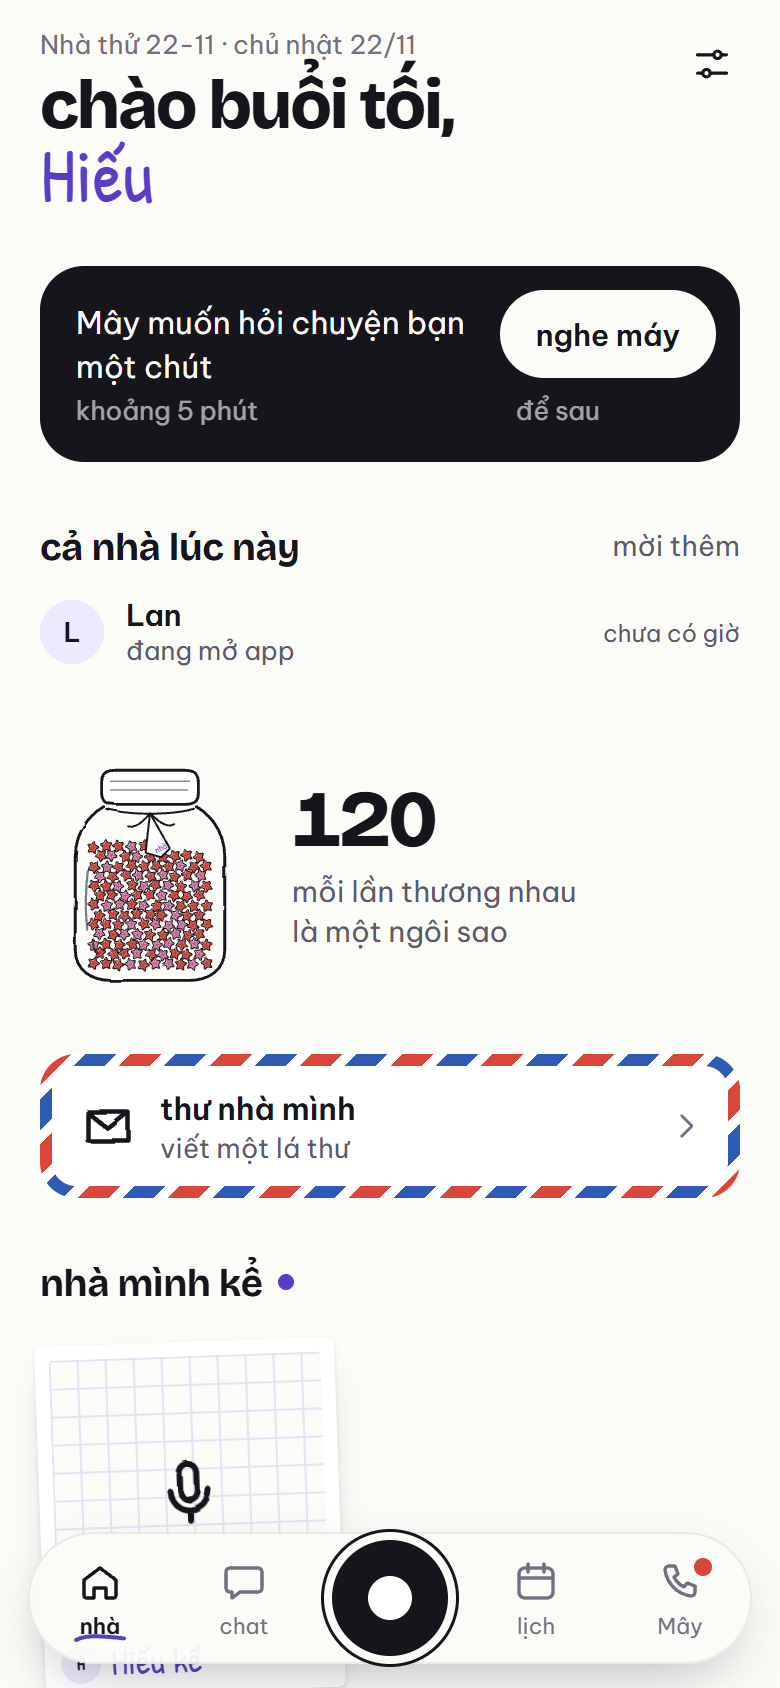 Nhà thử 22-11 · chủ nhật 22/11
chào buổi tối,
Hiếu
Mây muốn hỏi chuyện bạn
một chút
khoảng 5 phút
nghe máy
để sau
cả nhà lúc này
mời thêm
L
Lan
đang mở app
chưa có giờ
nhà
120
mỗi lần thương nhau
là một ngôi sao
thư nhà mình
viết một lá thư
nhà mình kể
H
Hiếu kể
nhà
chat
lịch
Mây